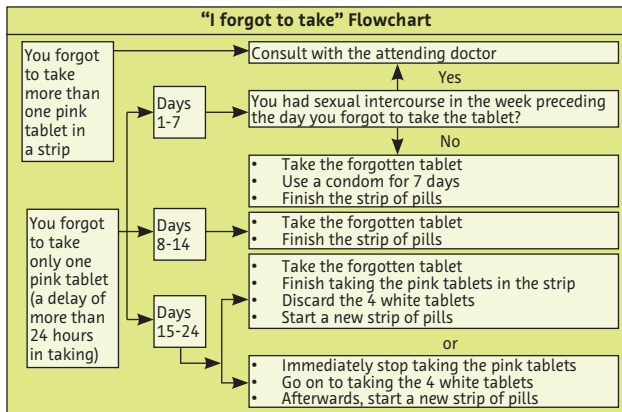 “I forgot to take” Flowchart
You forgot
to take
more than
one pink
tablet in
a strip
Consult with the attending doctor
Yes
Days
1-7
You had sexual intercourse in the week preceding
the day you forgot to take the tablet?
No
• Take the forgotten tablet
• Use a condom for 7 days
• Finish the strip of pills
You forgot
to take
only one
pink tablet
(a delay of
more than
24 hours
in taking)
Days
8-14
• Take the forgotten tablet
• Finish the strip of pills
Days
15-24
• Take the forgotten tablet
• Finish taking the pink tablets in the strip
• Discard the 4 white tablets
• Start a new strip of pills
or
• Immediately stop taking the pink tablets
• Go on to taking the 4 white tablets
• Afterwards, start a new strip of pills